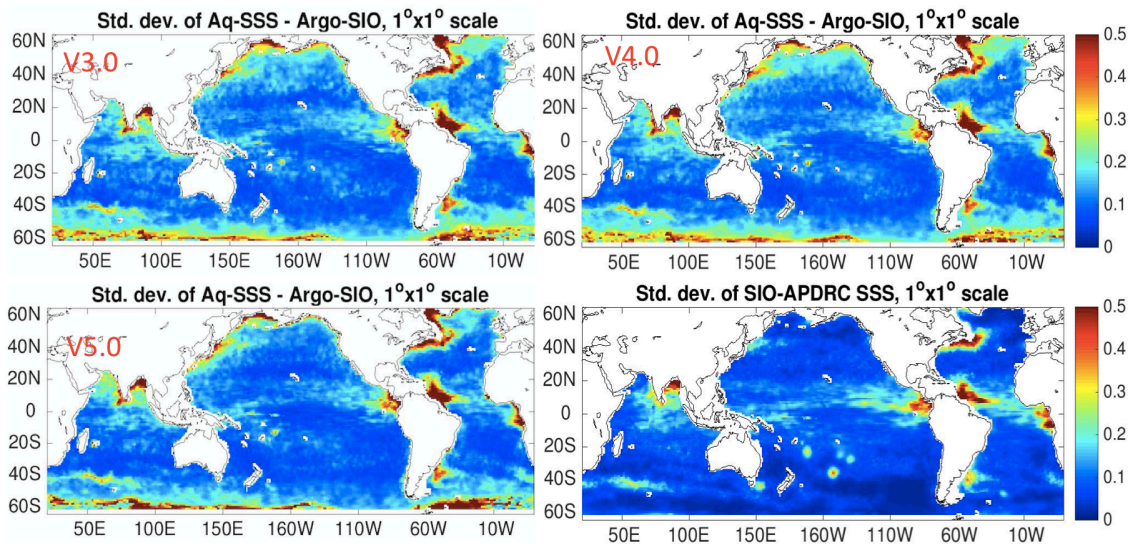 Std. dev. of Aq-SSS - Argo-SIO, 1°x1° scale
Std. dev. of Aq-SSS - Argo-SIO, 1°x1° scale
60N
V3.0
40N
20N
0
20S
40S
60S
50E 100E 150E 160W 110W 60W 10W
60N
V4.0
40N
20N
0
20S
40S
60S
50E 100E 150E 160W 110W 60W 10W
0.5
0.4
0.3
0.2
0.1
0
Std. dev. of Aq-SSS - Argo-SIO, 1°x1° scale
Std. dev. of SIO-APDRC SSS, 1°x1° scale
60N
V5.0
40N
20N
0
20S
40S
60S
50E 100E 150E 160W 110W 60W 10W
60N
40N
20N
0
20S
40S
60S
50E 100E 150E 160W 110W 60W 10W
0.5
0.4
0.3
0.2
0.1
0